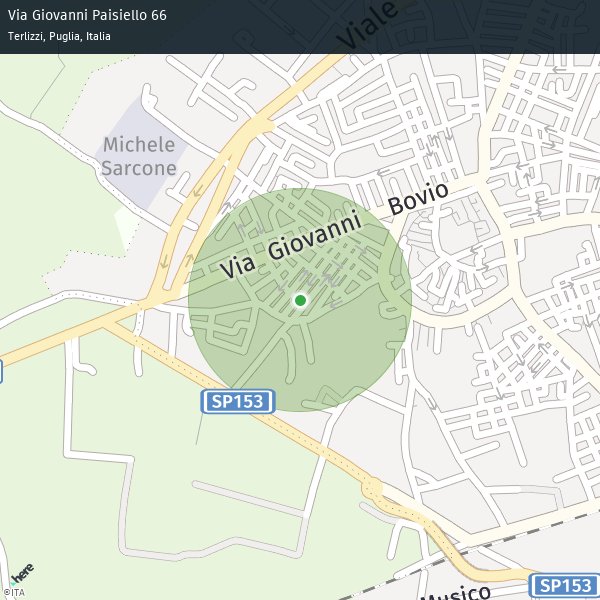 Via Giovanni Paisiello 66
Terlizzi, Puglia, Italia
Viale
Michele
Sarcone
Via Giovanni Bovio
SP153
SP153
Musico
here
©ITA